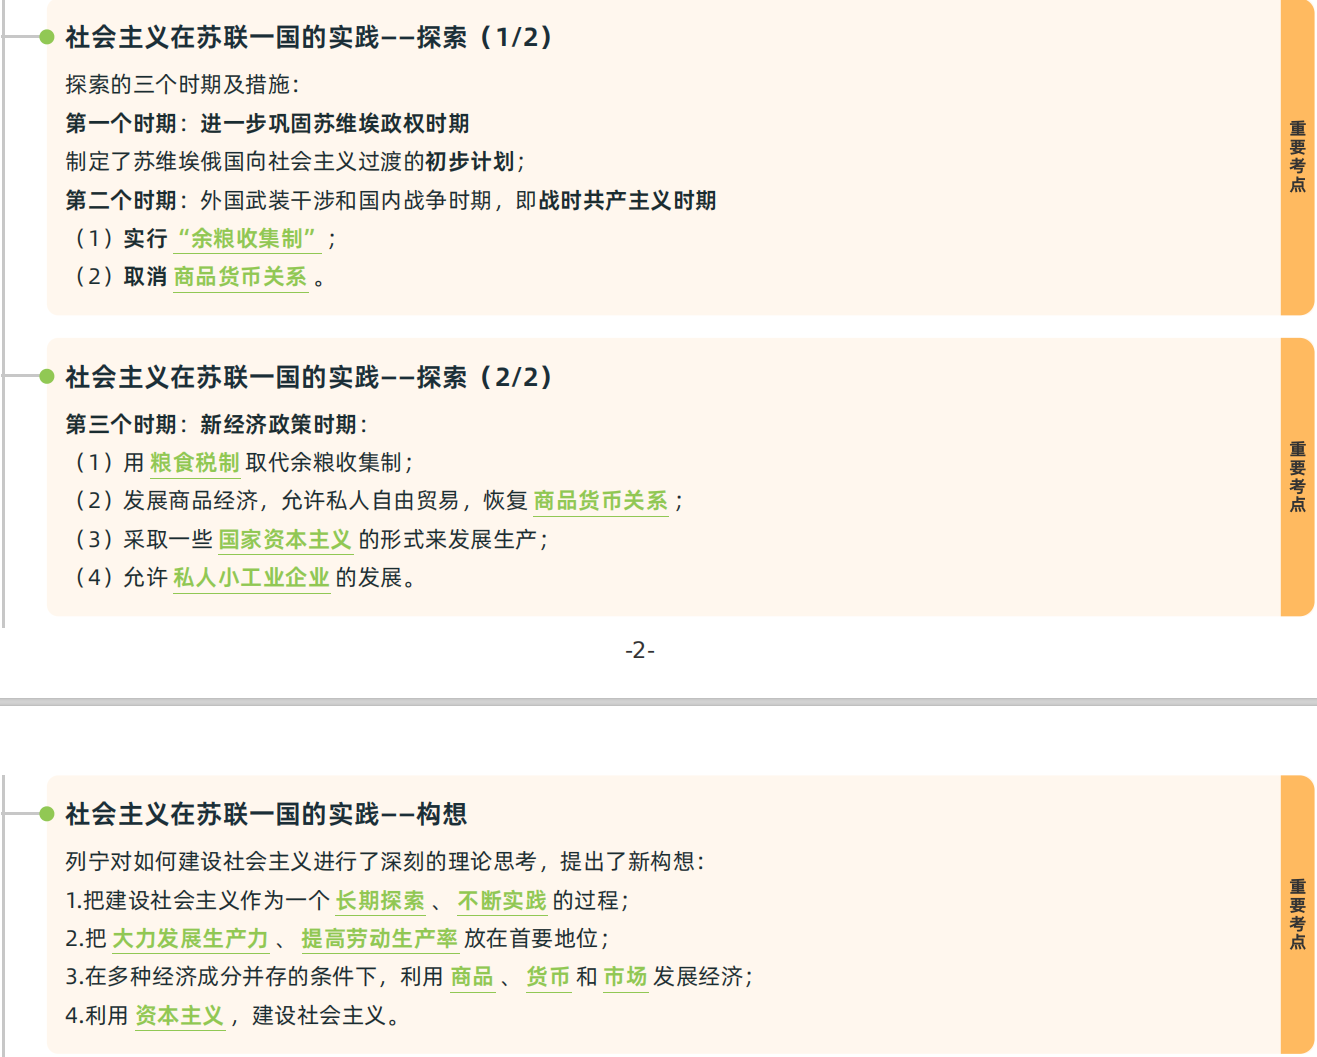 社会主义在苏联一国的实践——探索（1/2）
探索的三个时期及措施：
第一个时期：进一步巩固苏维埃政权时期
制定了苏维埃俄国向社会主义过渡的初步计划；
第二个时期：外国武装干涉和国内战争时期，即战时共产主义时期
（1）实行“余粮收集制”；
（2）取消商品货币关系。
重要考点
社会主义在苏联一国的实践——探索（2/2）
第三个时期：新经济政策时期：
（1）用粮食税制取代余粮收集制；
（2）发展商品经济，允许私人自由贸易，恢复商品货币关系；
（3）采取一些国家资本主义的形式来发展生产；
（4）允许私人小工业企业的发展。
重要考点
-2-
社会主义在苏联一国的实践——构想
列宁对如何建设社会主义进行了深刻的理论思考，提出了新构想：
1.把建设社会主义作为一个长期探索、不断实践的过程；
2.把大力发展生产力、提高劳动生产率放在首要地位；
3.在多种经济成分并存的条件下，利用商品、货币和市场发展经济；
4.利用资本主义，建设社会主义。
重要考点